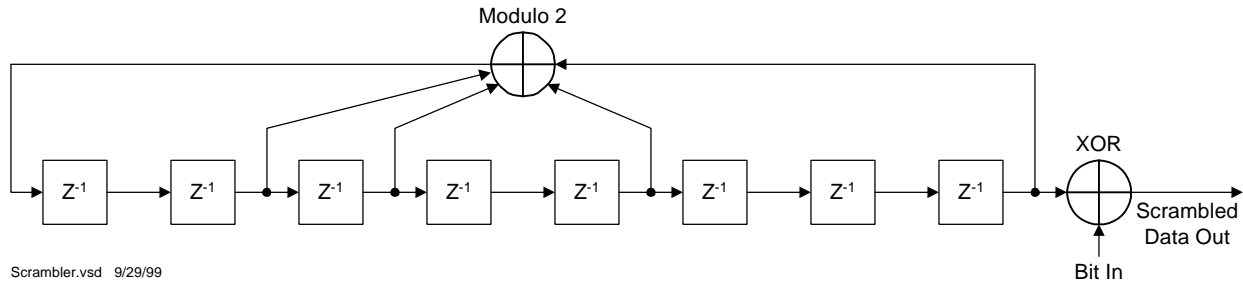 Modulo 2
XOR
Z-1
Z-1
Z-1
Z-1
Z-1
Z-1
Z-1
Z-1
Scrambled
Data Out
Bit In
Scrambler.vsd 9/29/99